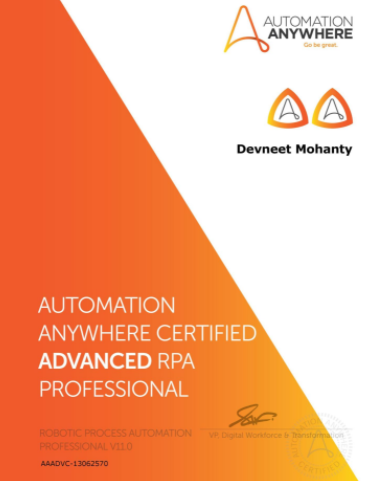 AUTOMATION
ANYWHERE
Go be great.
Devneet Mohanty
AUTOMATION
ANYWHERE CERTIFIED
ADVANCED RPA
PROFESSIONAL
ROBOTIC PROCESS AUTOMATION
PROFESSIONAL V11.0
VP, Digital Workforce & Transformation
AAADVC-13062570
CERTIFIED